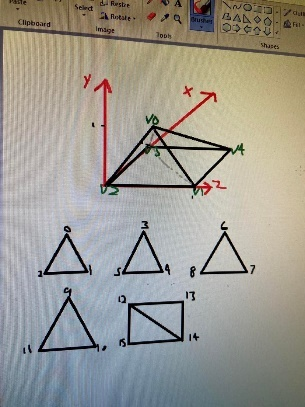 Paste
Select
Resize
Rotate
Brushes
Fill
Clipboard
Image
Tools
Shapes
Y
X
V0
V3
V4
V2
V1
Z
0 3 6
2 1 5 4 8 7
9 12 13
11 10 15 14